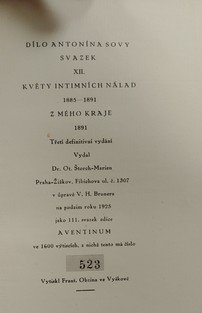 DÍLO ANTONÍNA SOVY
SVAZEK
XII.
KVĚTY INTIMNÍCH NÁLAD
1885—1891
Z MÉHO KRAJE
1891
Třetí definitivní vydání
Vydal
Dr. Ot. Štorch-Marien
Praha-Žižkov, Fibichova ul. č. 1307
v úpravě V. H. Brunera
na podzim roku 1925
jako 111. svazek edice
AVENTINUM
ve 1600 výtiscích, z nichž tento má číslo
523
Vytiskl Frant. Obzina ve Vyškově